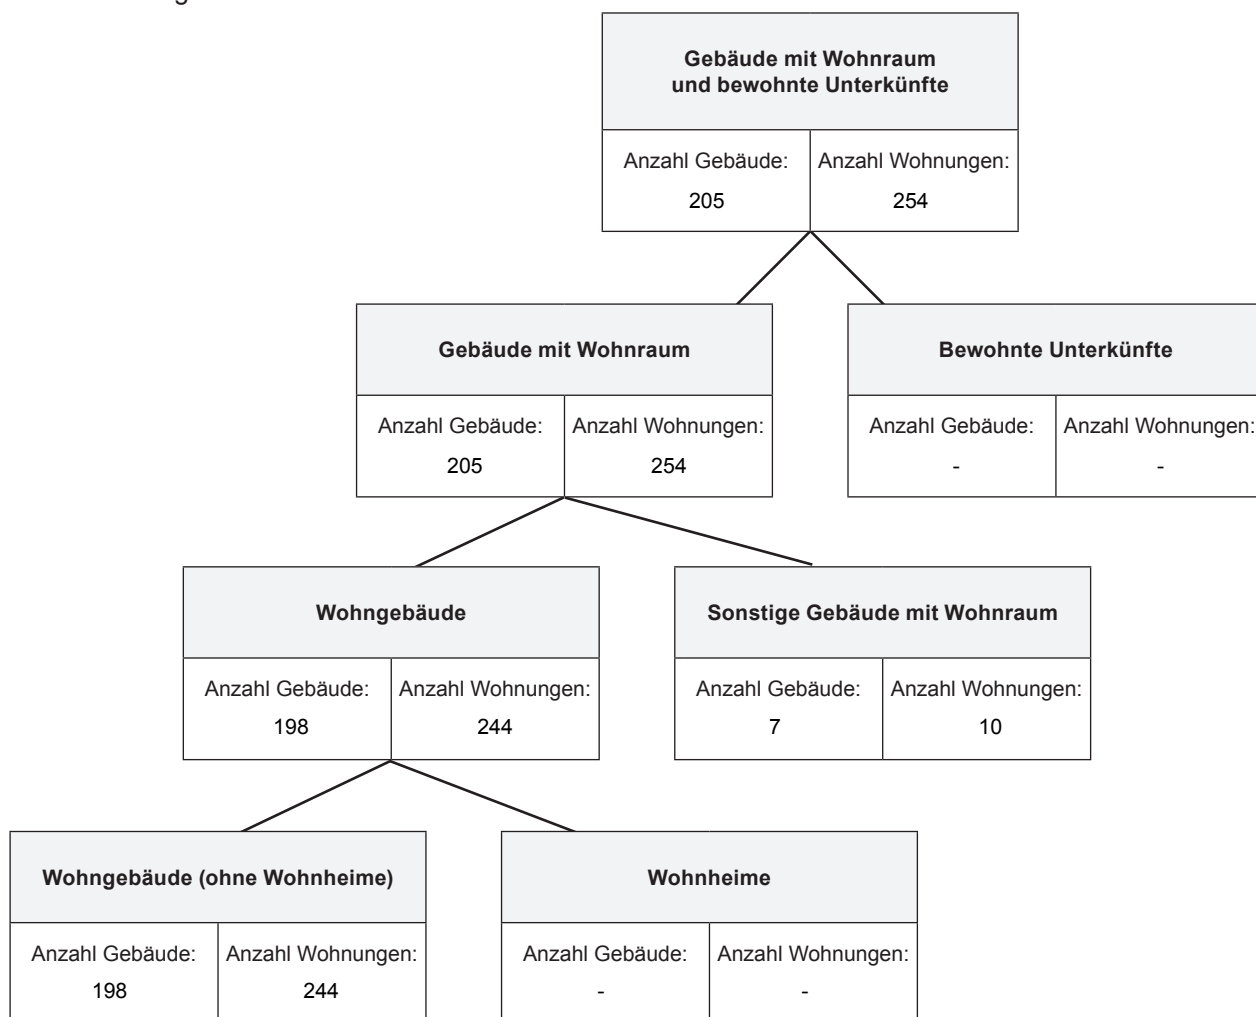 Gebäude mit Wohnraum
und bewohnte Unterkünfte
Anzahl Gebäude: Anzahl Wohnungen:
205 254
Gebäude mit Wohnraum Bewohnte Unterkünfte
Anzahl Gebäude: Anzahl Wohnungen: Anzahl Gebäude: Anzahl Wohnungen:
205 254 - -
Wohngebäude Sonstige Gebäude mit Wohnraum
Anzahl Gebäude: Anzahl Wohnungen: Anzahl Gebäude: Anzahl Wohnungen:
198 244 7 10
Wohngebäude (ohne Wohnheime) Wohnheime
Anzahl Gebäude: Anzahl Wohnungen: Anzahl Gebäude: Anzahl Wohnungen:
198 244 - -